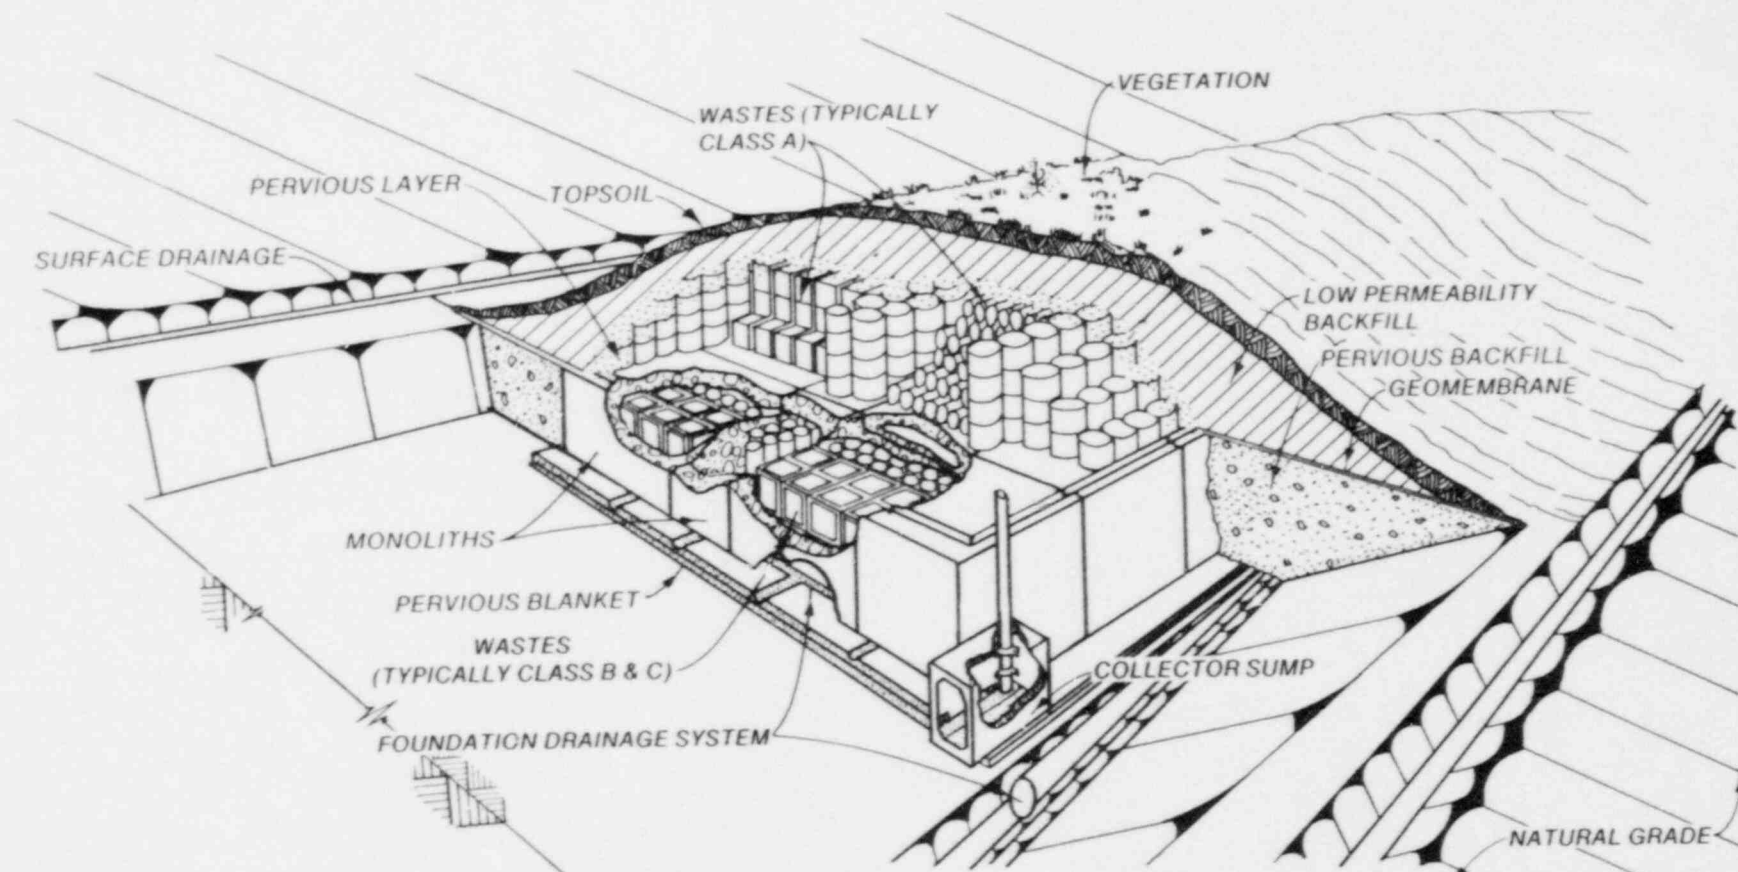 VEGETATION
WASTES (TYPICALLY
CLASS A)
PERVIOUS LAYER
TOPSOIL
SURFACE DRAINAGE
LOW PERMEABILITY
BACKFILL
PERVIOUS BACKFILL
GEOMEMBRANE
MONOLITHS
PERVIOUS BLANKET
WASTES
(TYPICALLY CLASS B & C)
COLLECTOR SUMP
FOUNDATION DRAINAGE SYSTEM
NATURAL GRADE